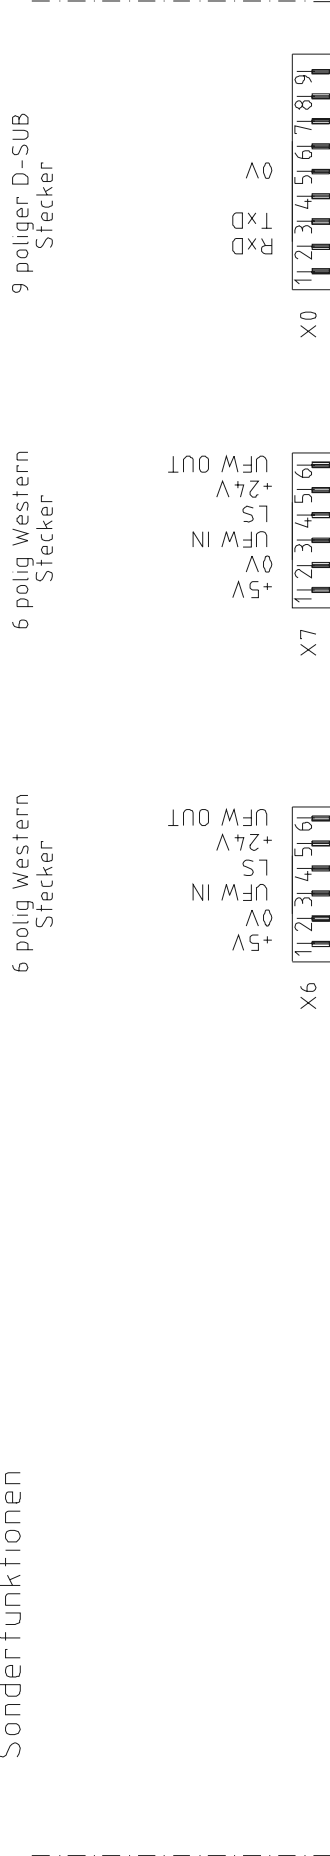 9 poliger D-SUB
Stecker
0V
TxD
RxD
9
8
7
6
5
4
3
2
1
X0
6 polig Western
Stecker
UFW OUT
+24V
LS
UFW IN
0V
+5V
6
5
4
3
2
1
X7
6 polig Western
Stecker
UFW OUT
+24V
LS
UFW IN
0V
+5V
6
5
4
3
2
1
X6
Sonderfunktionen